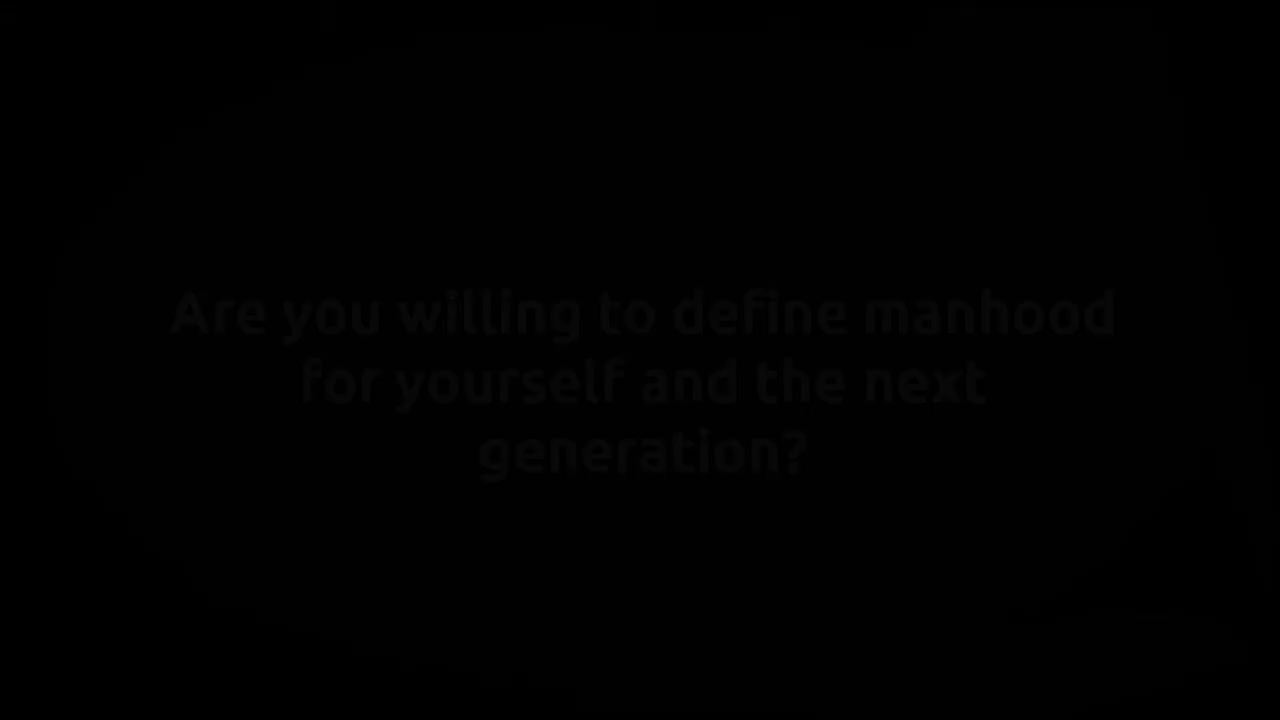 Are you willing to define manhood
for yourself and the next
generation?